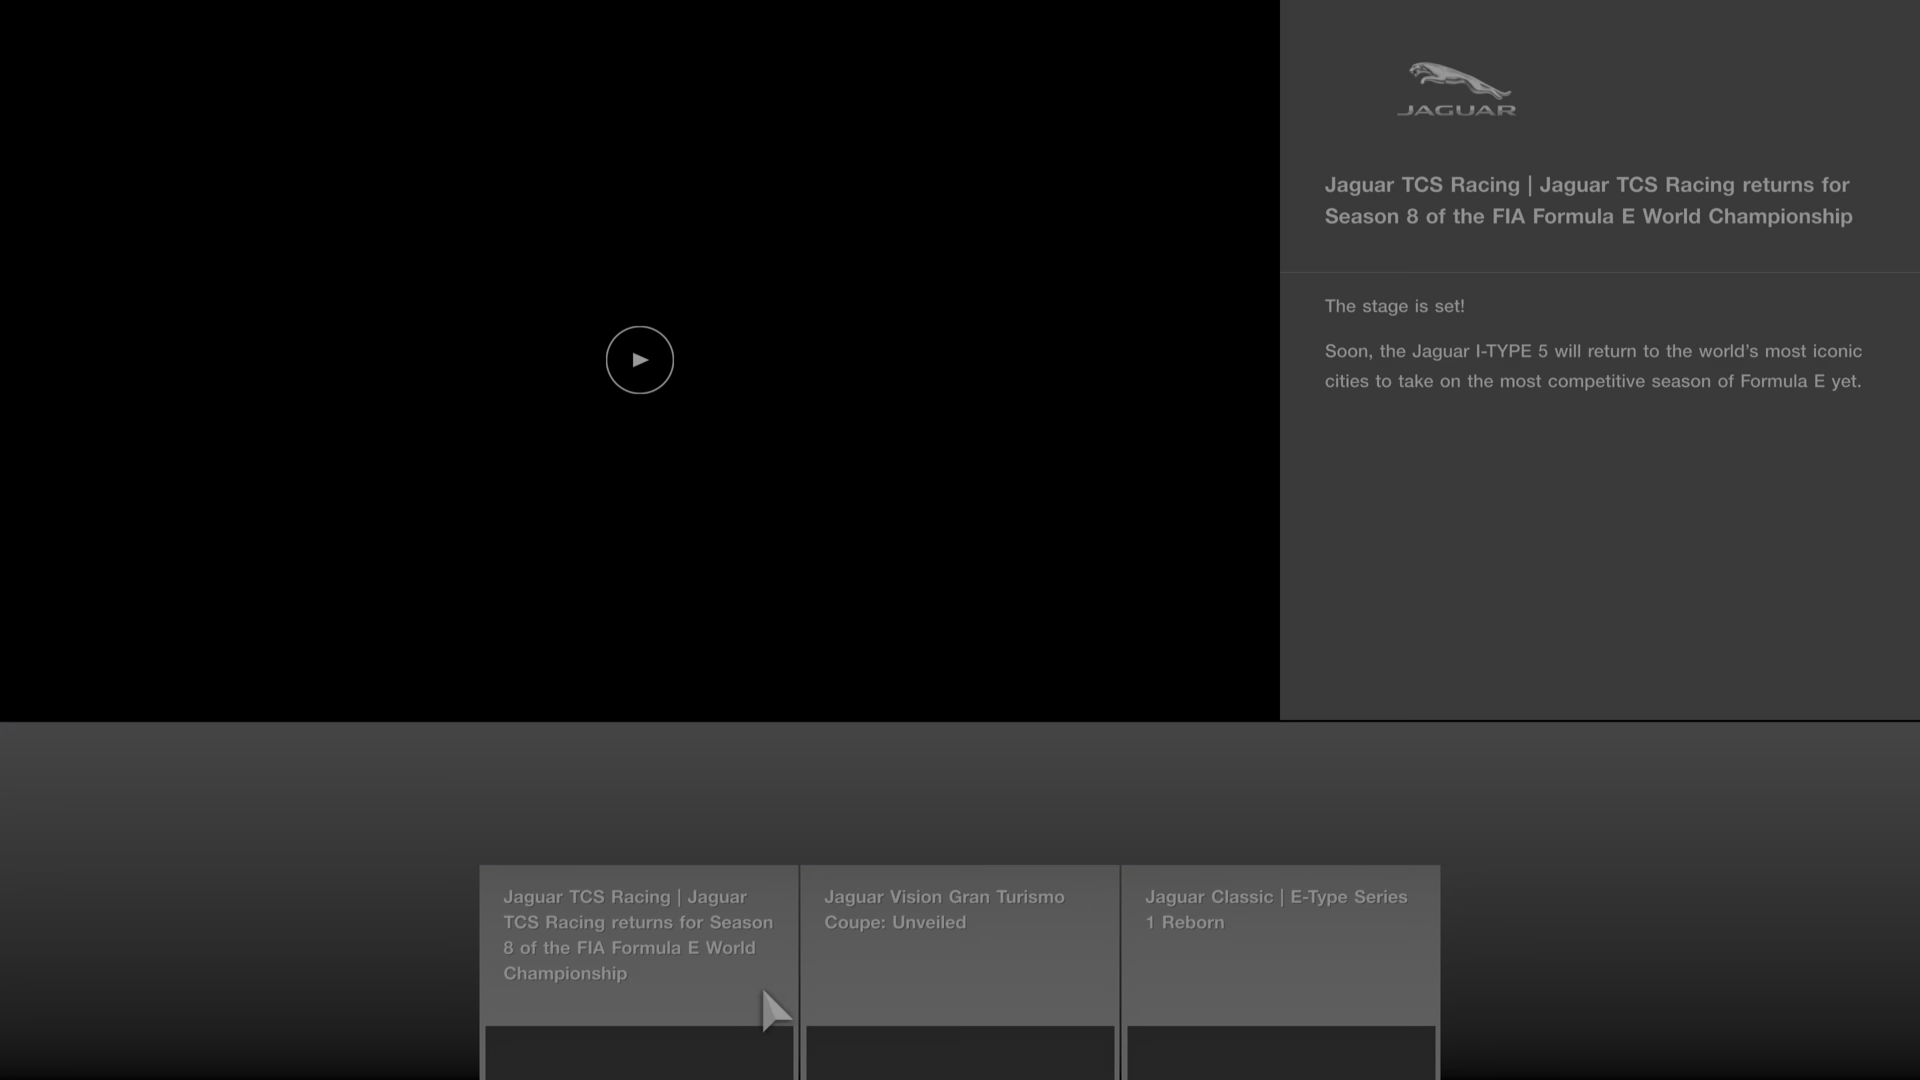 JAGUAR
Jaguar TCS Racing | Jaguar TCS Racing returns for
Season 8 of the FIA Formula E World Championship
The stage is set!
Soon, the Jaguar I-TYPE 5 will return to the world’s most iconic
cities to take on the most competitive season of Formula E yet.
Jaguar TCS Racing | Jaguar
TCS Racing returns for Season
8 of the FIA Formula E World
Championship
Jaguar Vision Gran Turismo
Coupe: Unveiled
Jaguar Classic | E-Type Series
1 Reborn